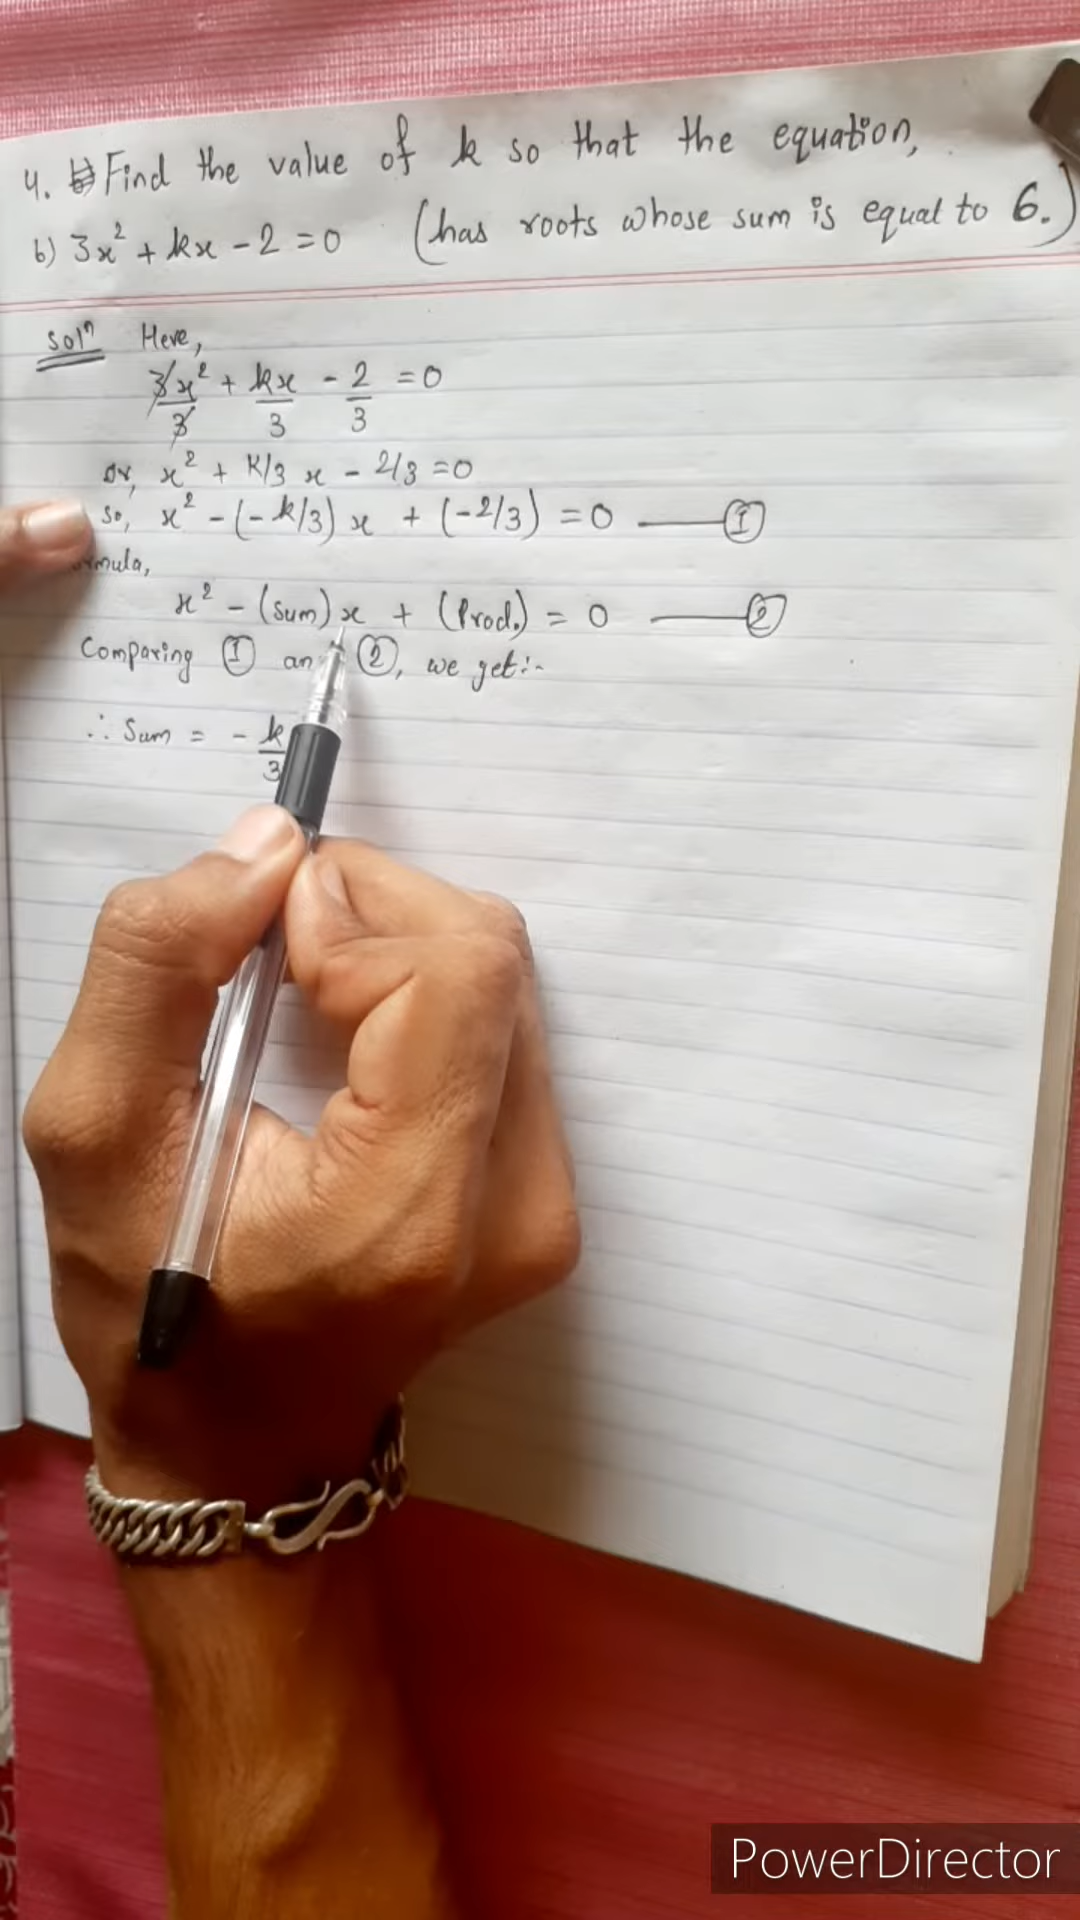 4. Find the value of k so that the equation,
b) 3x² + kx - 2 = 0 (has roots whose sum is equal to 6.)
Solⁿ Here,
3x²/3 + kx/3 - 2/3 = 0
or, x² + k/3 x - 2/3 = 0
So, x² - (-k/3) x + (-2/3) = 0 —— ①
mula,
x² - (Sum) x + (Prod.) = 0 —— ②
Comparing ① an ②, we get:-
∴ Sum = - k/3
PowerDirector